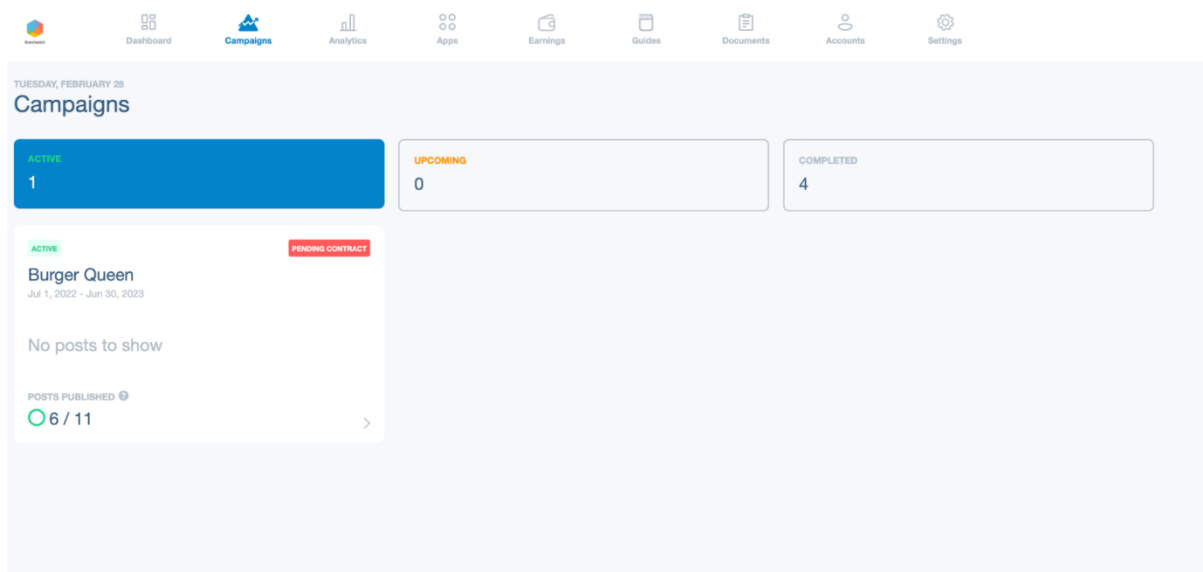 Dashboard
Campaigns
Analytics
Apps
Earnings
Guides
Documents
Accounts
Settings
TUESDAY, FEBRUARY 28
Campaigns
ACTIVE
1
UPCOMING
0
COMPLETED
4
ACTIVE
PENDING CONTRACT
Burger Queen
Jul 1, 2022 - Jun 30, 2023
No posts to show
POSTS PUBLISHED ?
6 / 11